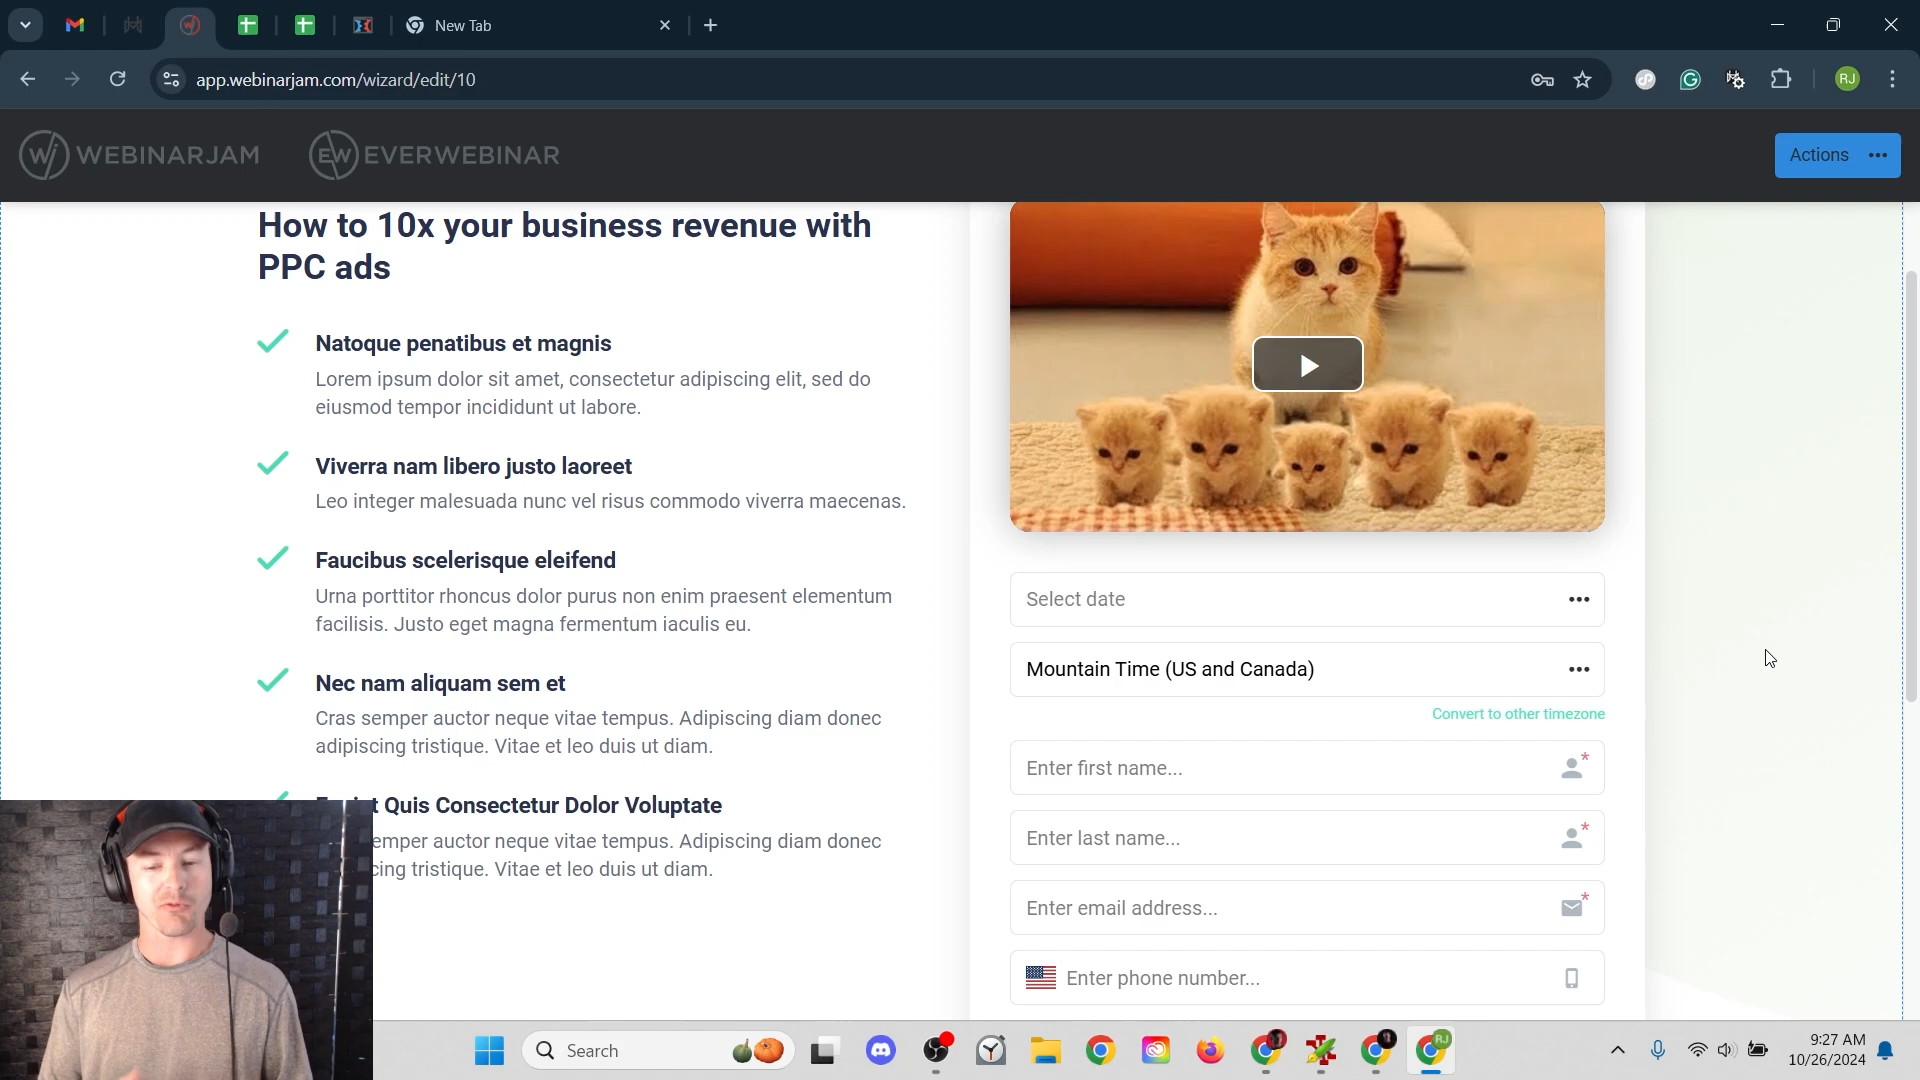 New Tab
app.webinarjam.com/wizard/edit/10
RJ
WEBINARJAM
EW EVERWEBINAR
Actions
How to 10x your business revenue with
PPC ads
Natoque penatibus et magnis
Lorem ipsum dolor sit amet, consectetur adipiscing elit, sed do
eiusmod tempor incididunt ut labore.
Viverra nam libero justo laoreet
Leo integer malesuada nunc vel risus commodo viverra maecenas.
Faucibus scelerisque eleifend
Urna porttitor rhoncus dolor purus non enim praesent elementum
facilisis. Justo eget magna fermentum iaculis eu.
Nec nam aliquam sem et
Cras semper auctor neque vitae tempus. Adipiscing diam donec
adipiscing tristique. Vitae et leo duis ut diam.
Quis Consectetur Dolor Voluptate
emper auctor neque vitae tempus. Adipiscing diam donec
cing tristique. Vitae et leo duis ut diam.
Select date
Mountain Time (US and Canada)
Convert to other timezone
Enter first name...
*
Enter last name...
*
Enter email address...
*
Enter phone number...
Search
RJ
9:27 AM
10/26/2024